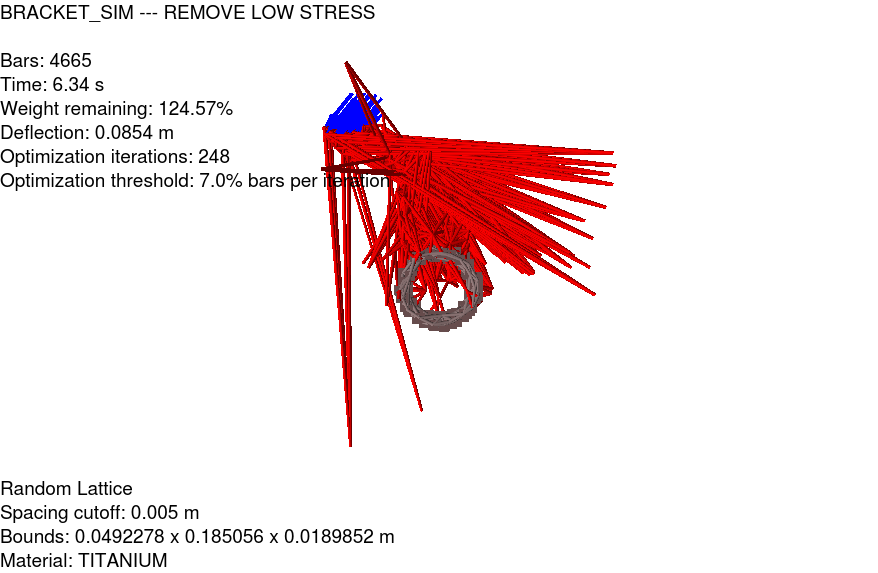 BRACKET_SIM --- REMOVE LOW STRESS
Bars: 4665
Time: 6.34 s
Weight remaining: 124.57%
Deflection: 0.0854 m
Optimization iterations: 248
Optimization threshold: 7.0% bars per iteration
Random Lattice
Spacing cutoff: 0.005 m
Bounds: 0.0492278 x 0.185056 x 0.0189852 m
Material: TITANIUM